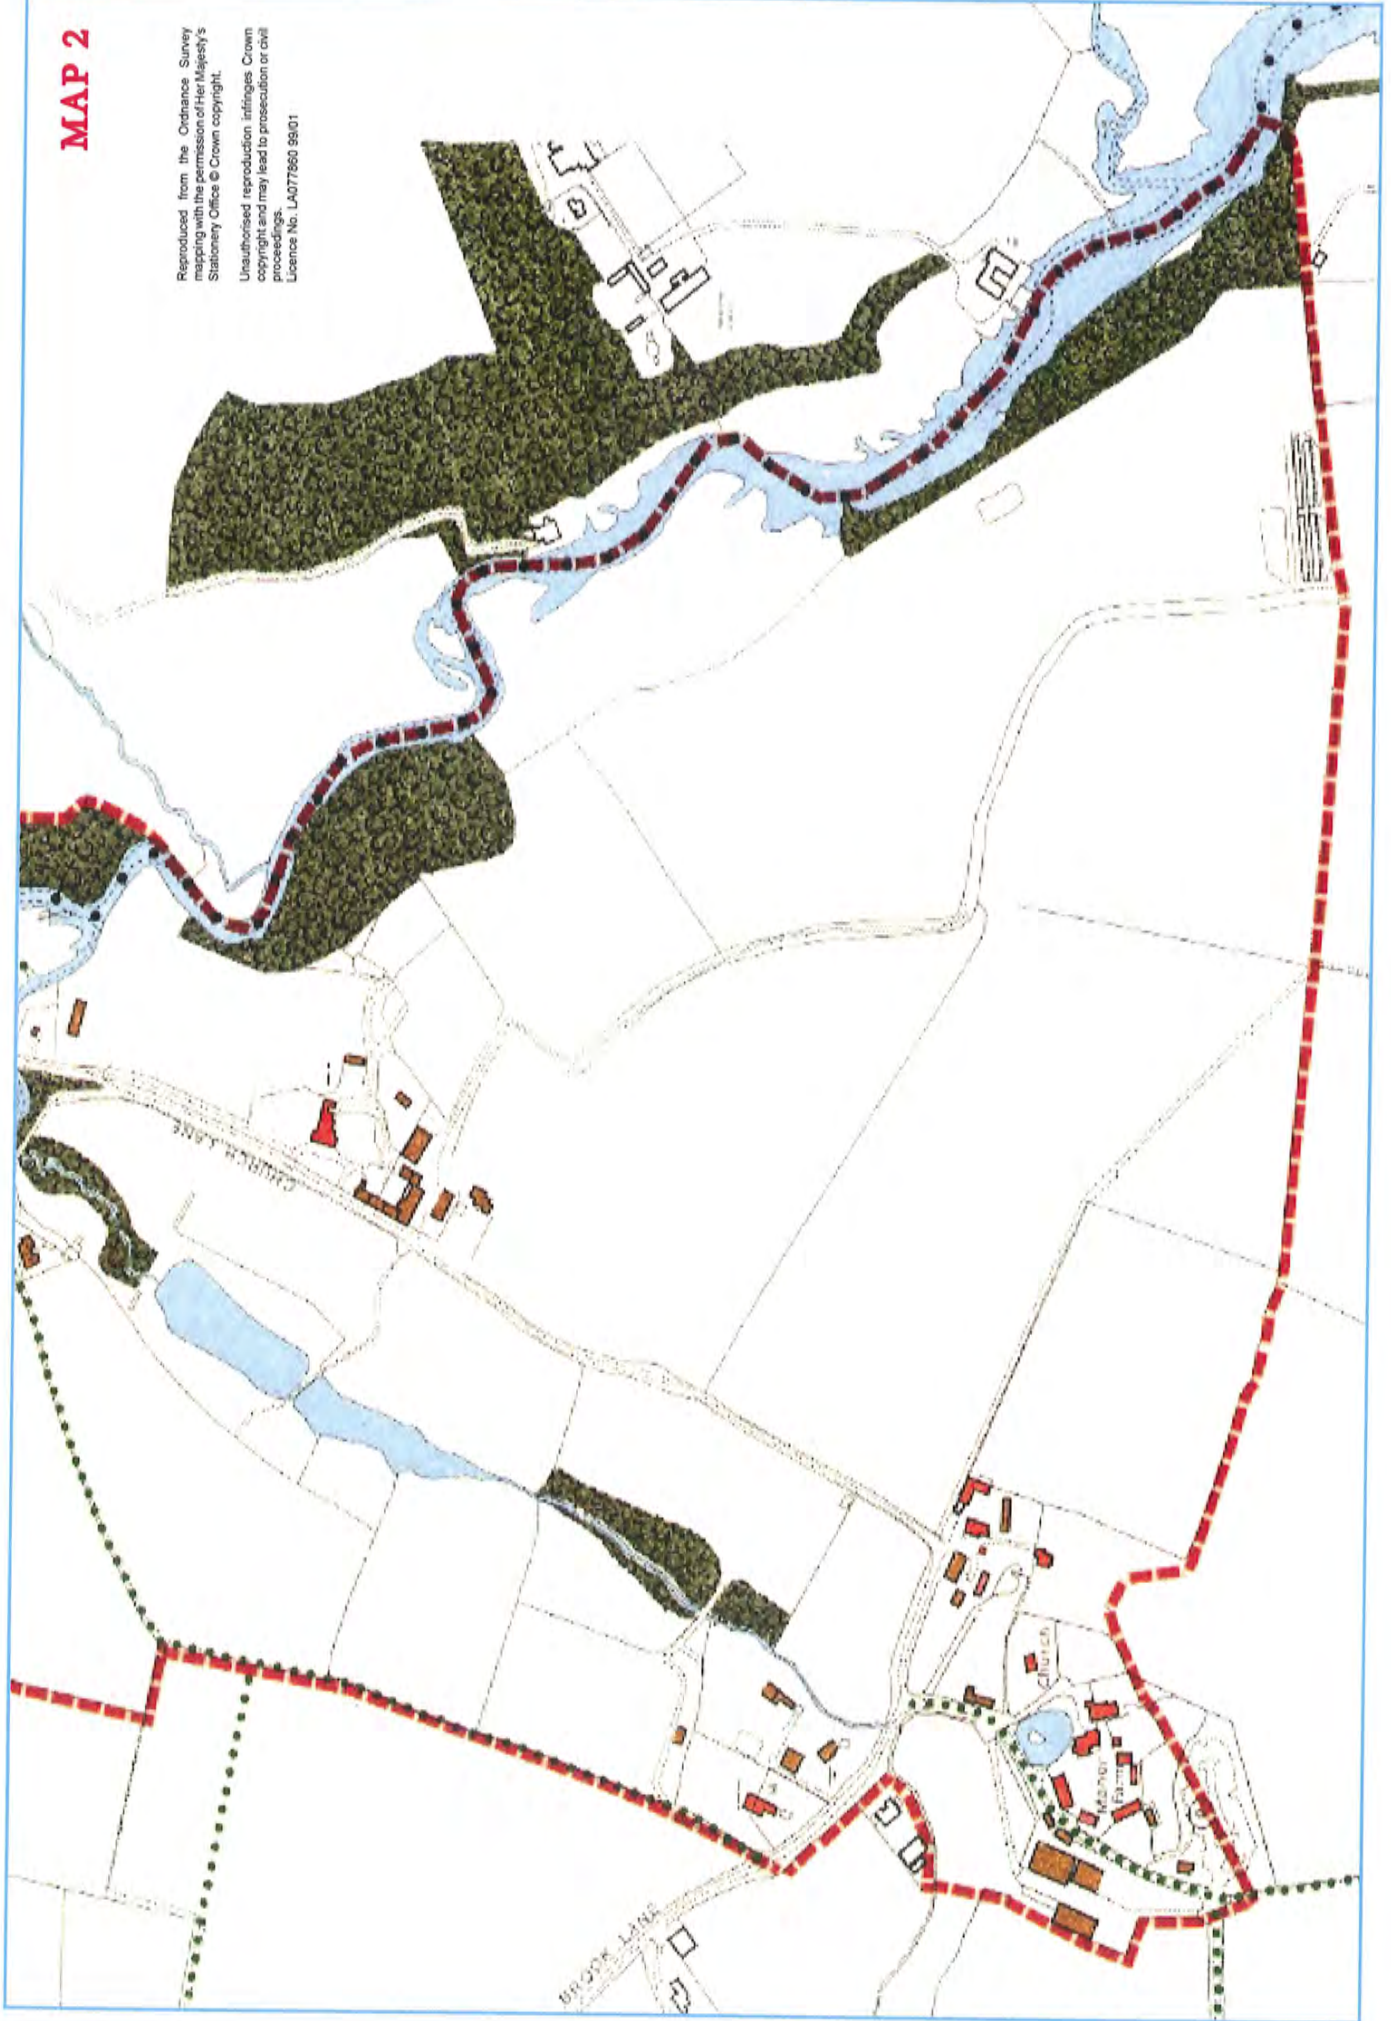 MAP 2
Reproduced from the Ordnance Survey
mapping with the permission of Her Majesty's
Stationery Office © Crown copyright.
Unauthorised reproduction infringes Crown
copyright and may lead to prosecution or civil
proceedings.
Licence No. LA077860 99/01
CHURCH LANE
Church
Manor
Farm
BROOK LANE